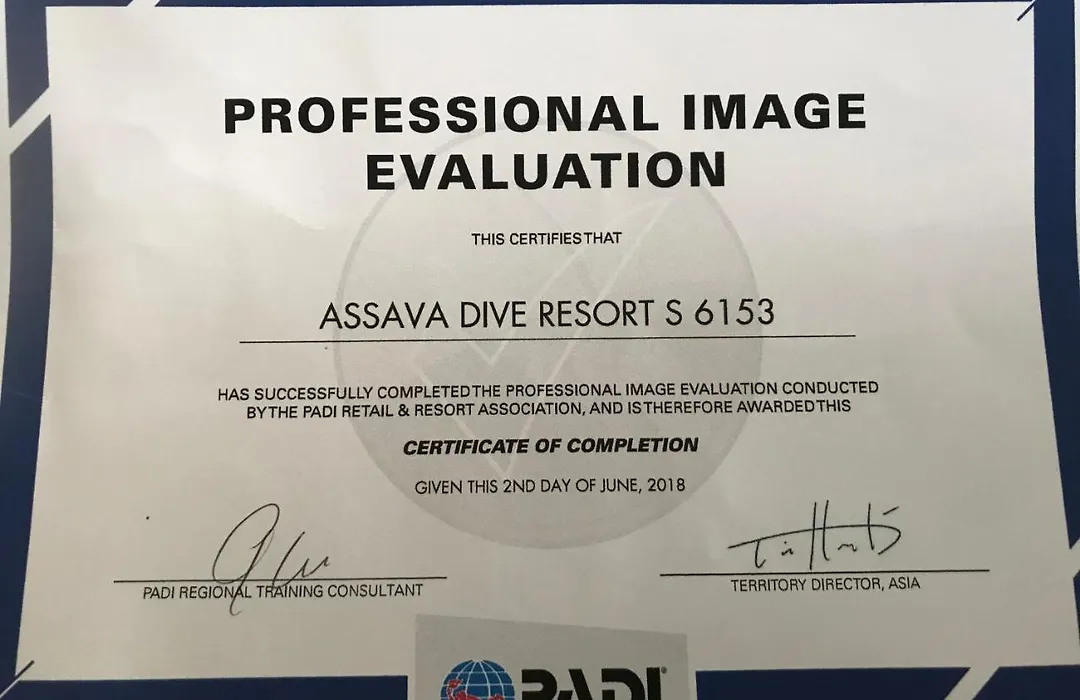 PROFESSIONAL IMAGE
EVALUATION
THIS CERTIFIES THAT
ASSAVA DIVE RESORT S 6153
HAS SUCCESSFULLY COMPLETED THE PROFESSIONAL IMAGE EVALUATION CONDUCTED
BY THE PADI RETAIL & RESORT ASSOCIATION, AND IS THEREFORE AWARDED THIS
CERTIFICATE OF COMPLETION
GIVEN THIS 2ND DAY OF JUNE, 2018
PADI REGIONAL TRAINING CONSULTANT
TERRITORY DIRECTOR, ASIA
PADI®